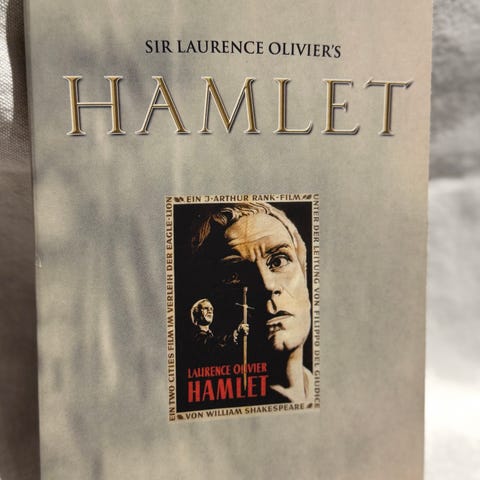 SIR LAURENCE OLIVIER'S
HAMLET
EIN J·ARTHUR RANK-FILM
EIN TWO CITIES FILM IM VERLEIH DER EAGLE-LION
UNTER DER LEITUNG VON FILIPPO DEL GIUDICE
LAURENCE OLIVIER
HAMLET
VON WILLIAM SHAKESPEARE